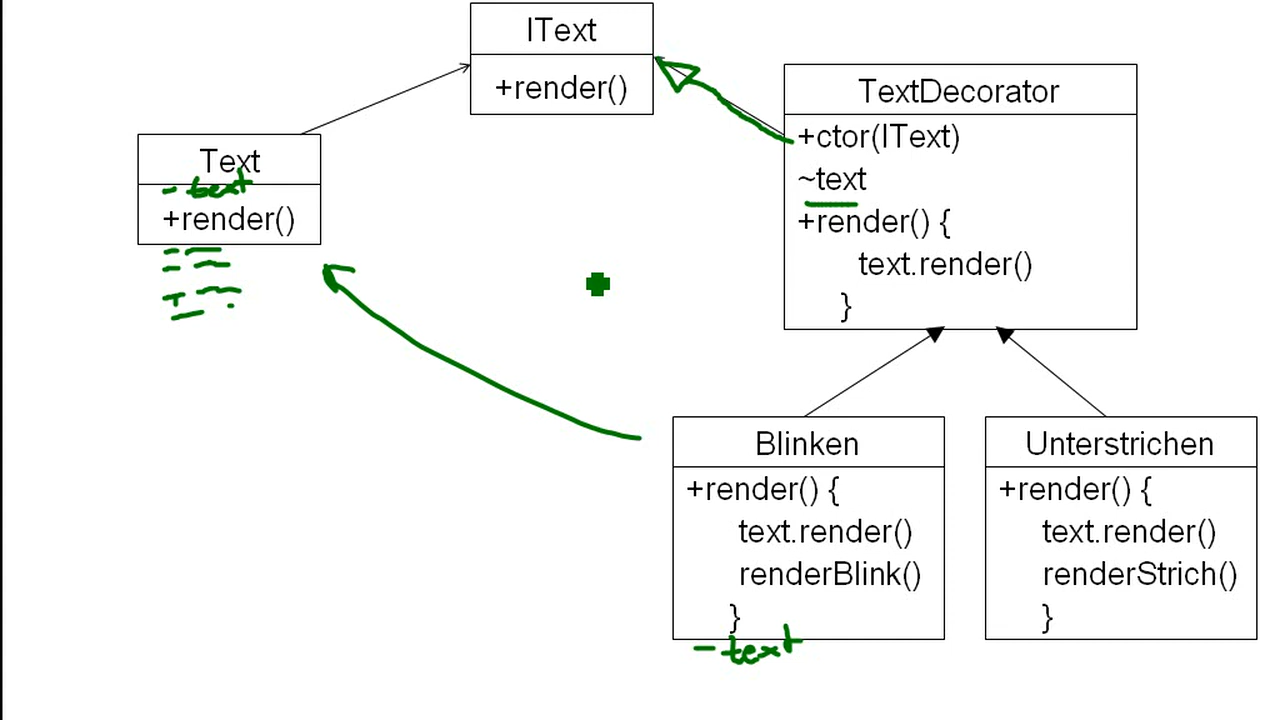 IText
+render()
Text
- text
+render()
TextDecorator
+ctor(IText)
~text
+render() {
text.render()
}
Blinken
+render() {
text.render()
renderBlink()
}
- text
Unterstrichen
+render() {
text.render()
renderStrich()
}